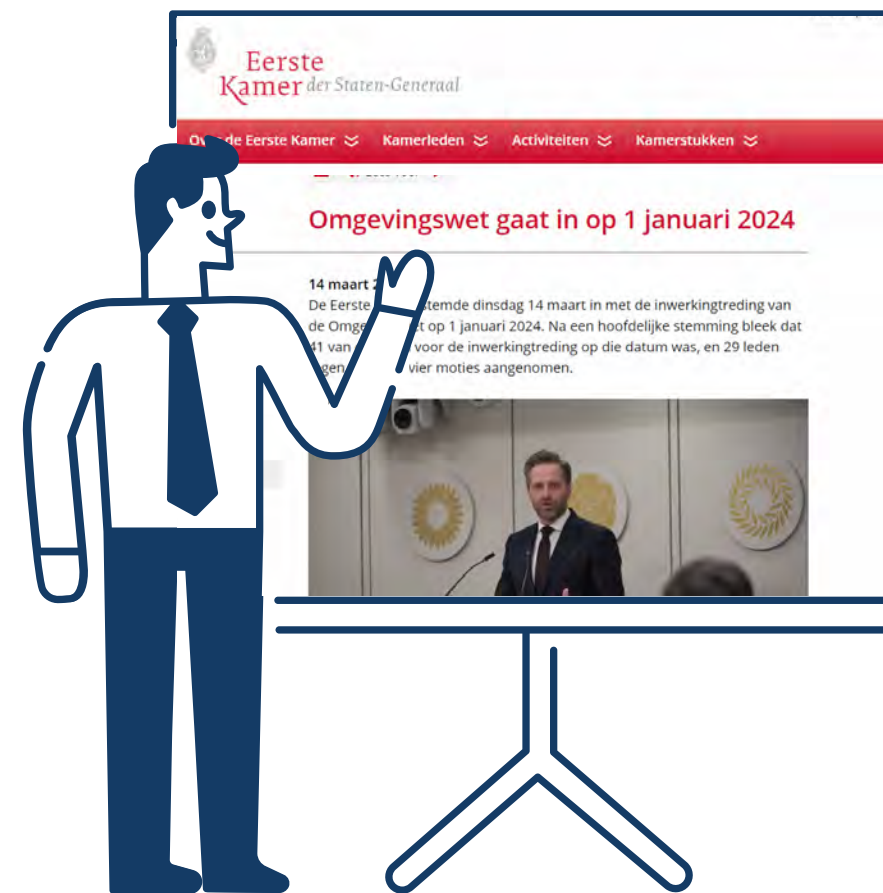 Eerste
Kamer der Staten-Generaal
de Eerste Kamer Kamerleden Activiteiten Kamerstukken
Omgevingswet gaat in op 1 januari 2024
14 maart
De Eerste stemde dinsdag 14 maart in met de inwerkingtreding van
de op 1 januari 2024. Na een hoofdelijke stemming bleek dat
41 van voor de inwerkingtreding op die datum was, en 29 leden
vier moties aangenomen.